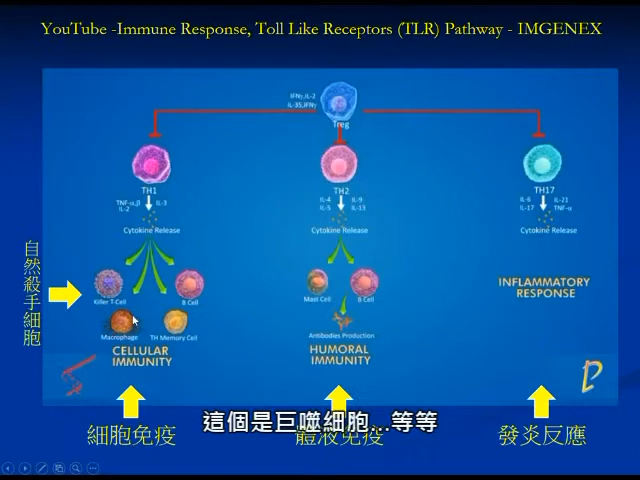 YouTube -Immune Response, Toll Like Receptors (TLR) Pathway - IMGENEX
IFNγ,IL-2
IL-35,IFNγ
Treg
TH1
TH2
TH17
TNF-α,β
IL-2
IL-3
IL-4
IL-5
IL-9
IL-13
IL-6
IL-17
IL-21
TNF-α
Cytokine Release
Cytokine Release
Cytokine Release
自然殺手細胞
Killer T-Cell
B Cell
Mast Cell
B Cell
INFLAMMATORY
RESPONSE
Macrophage
TH Memory Cell
Antibodies Production
CELLULAR
IMMUNITY
HUMORAL
IMMUNITY
這個是巨噬細胞...等等
細胞免疫
體液免疫
發炎反應